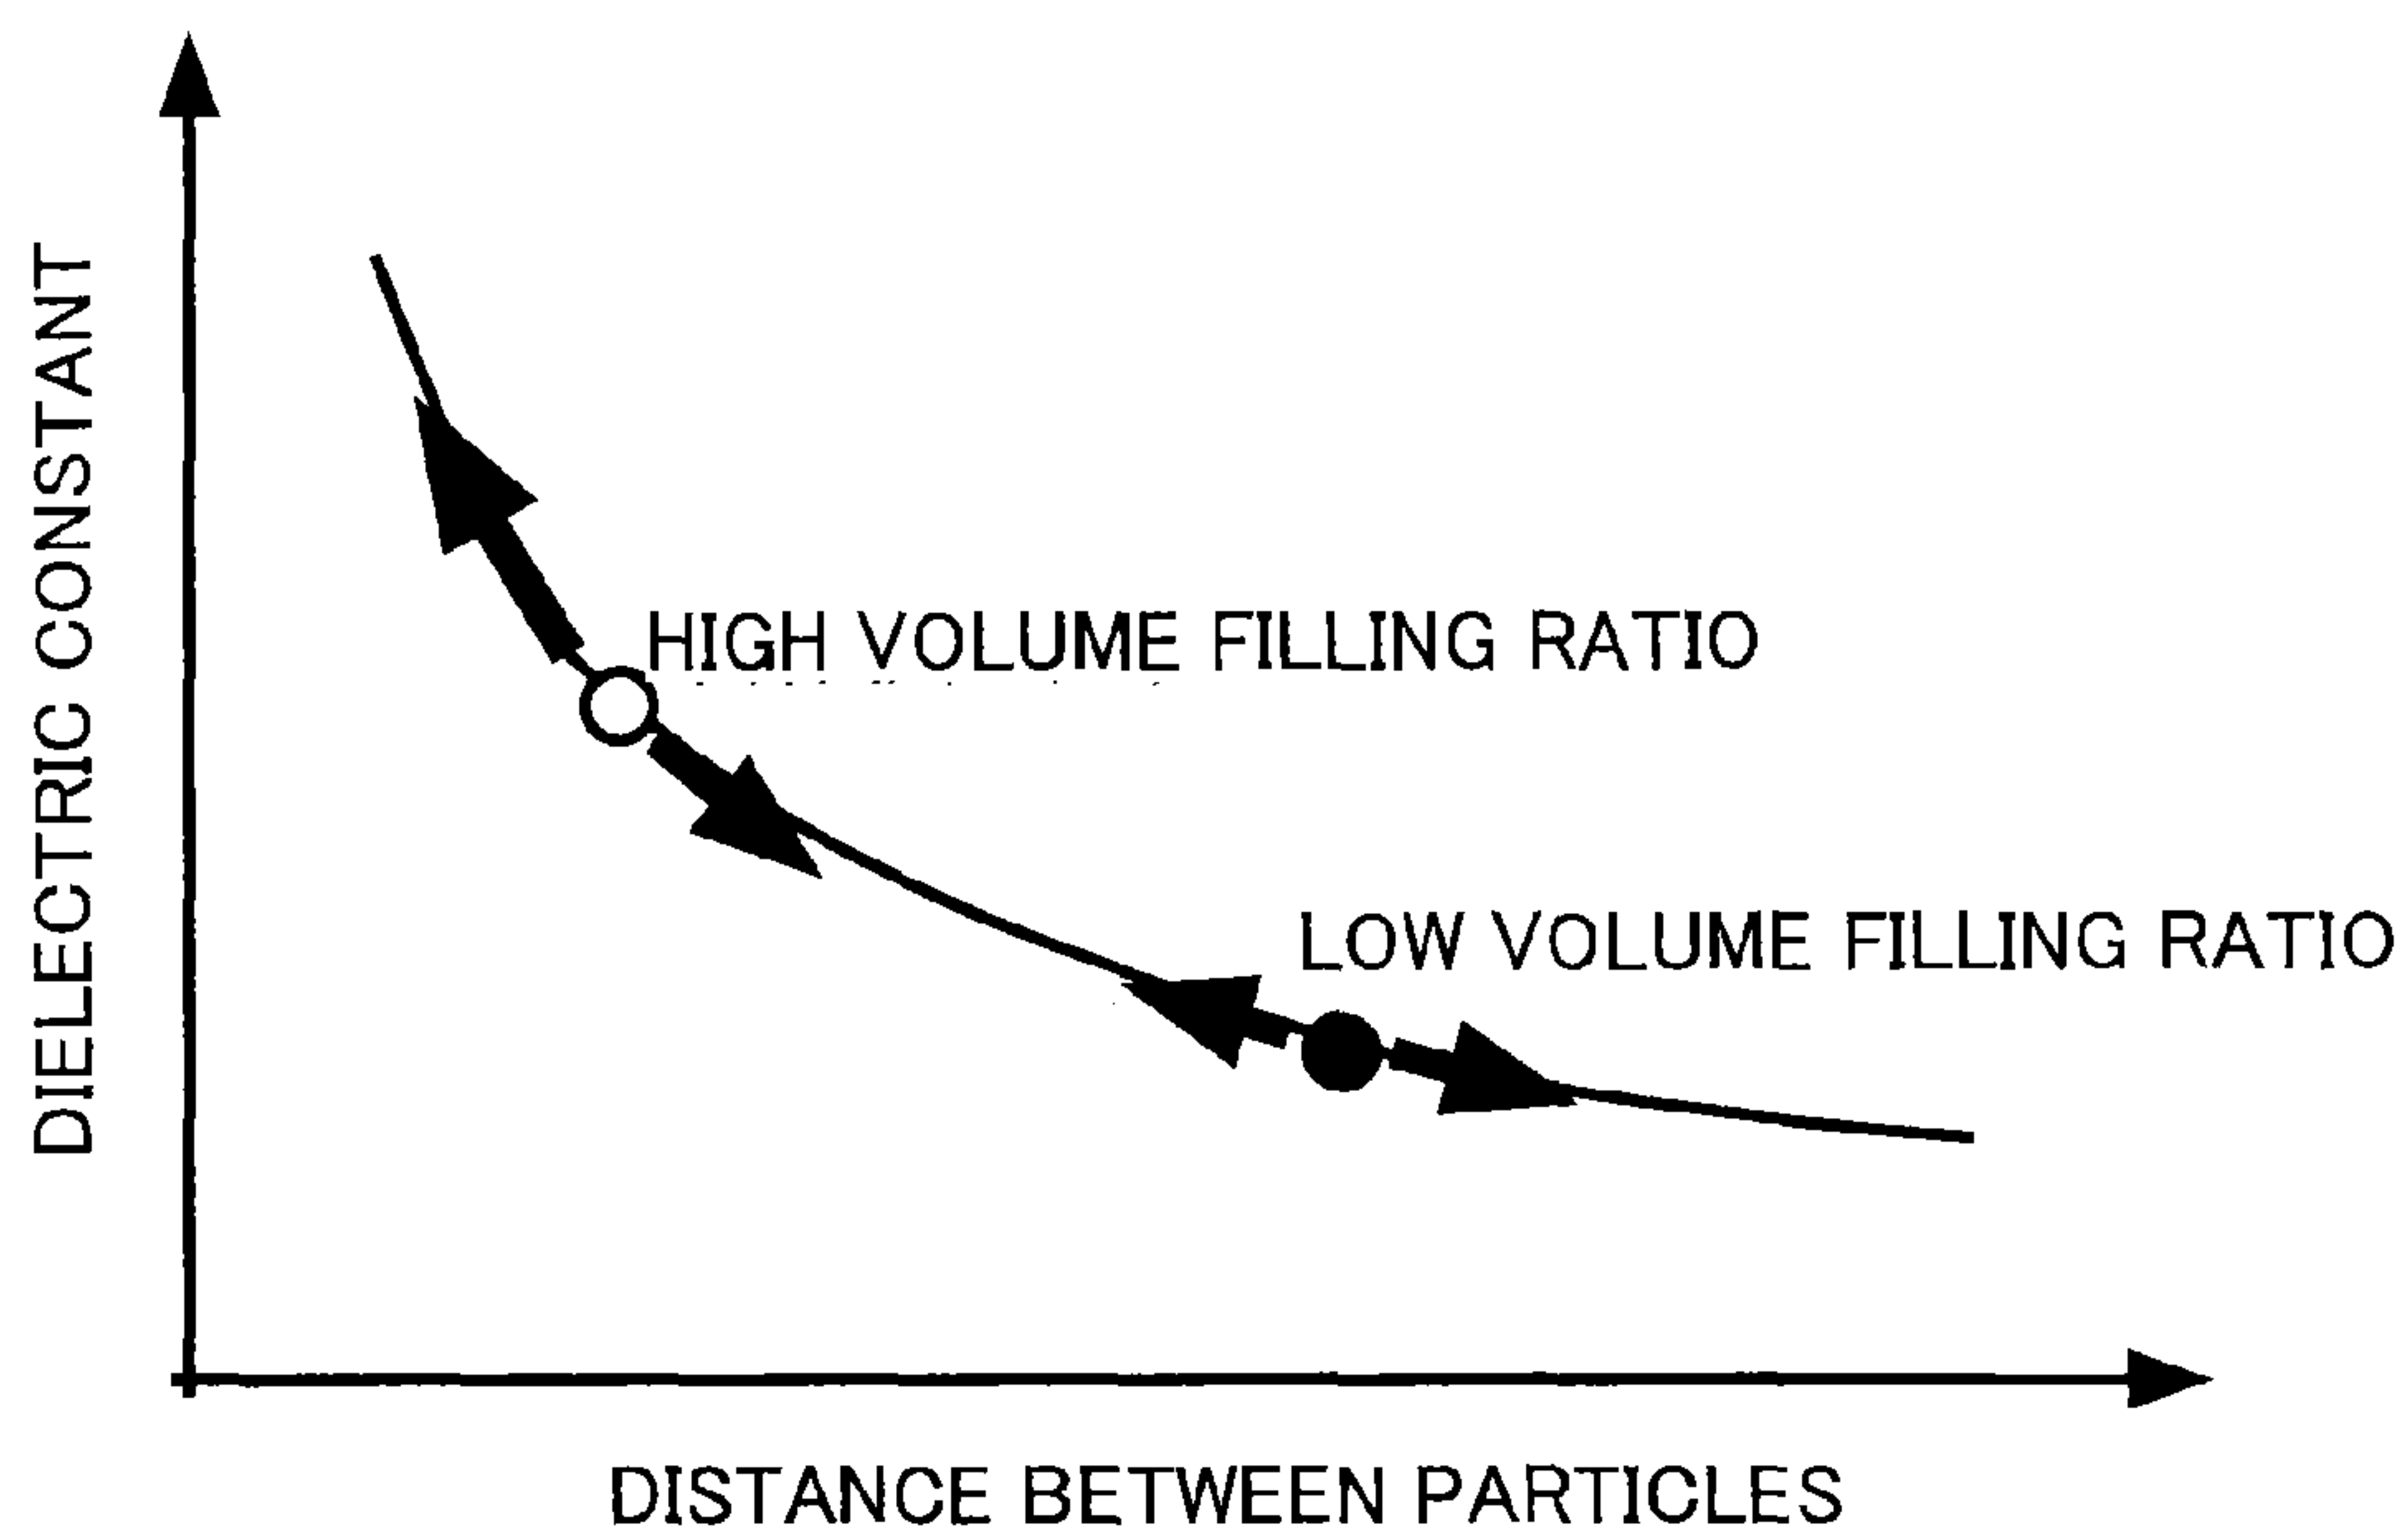 DIELECTRIC CONSTANT
HIGH VOLUME FILLING RATIO
LOW VOLUME FILLING RATIO
DISTANCE BETWEEN PARTICLES